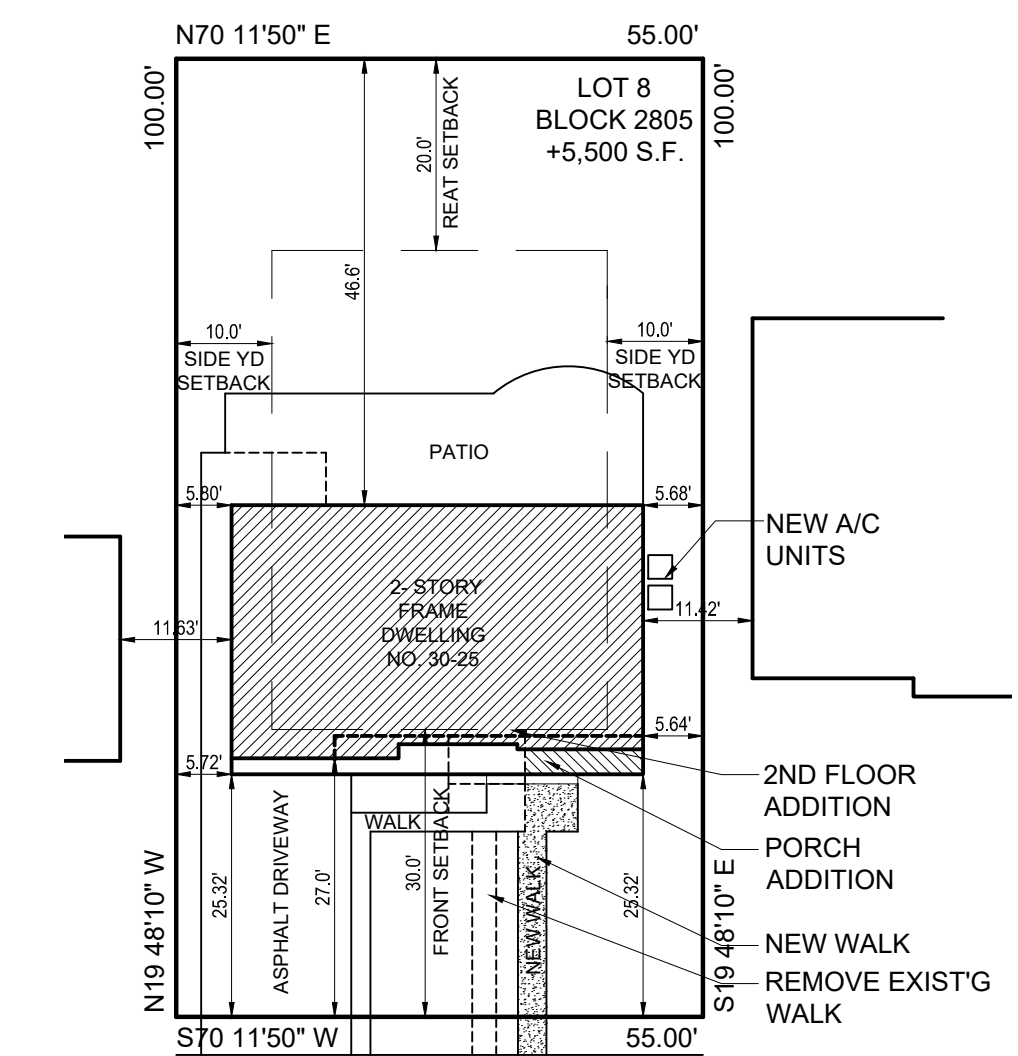 N70 11'50" E
55.00'
100.00'
100.00'
LOT 8
BLOCK 2805
+5,500 S.F.
20.0'
REAT SETBACK
46.6'
10.0'
SIDE YD
SETBACK
10.0'
SIDE YD
SETBACK
PATIO
5.80'
5.68'
NEW A/C
UNITS
2- STORY
FRAME
DWELLING
NO. 30-25
11.63'
11.42'
5.64'
5.72'
2ND FLOOR
ADDITION
PORCH
ADDITION
WALK
ASPHALT DRIVEWAY
FRONT SETBACK
NEW WALK
25.32'
27.0'
30.0'
25.32'
N19 48'10" W
S19 48'10" E
NEW WALK
REMOVE EXIST'G
WALK
S70 11'50" W
55.00'